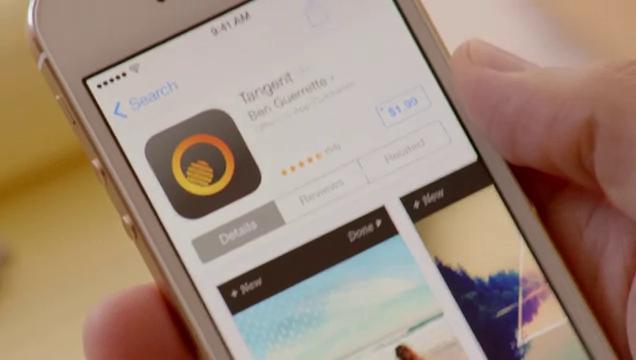 9:41 AM
Search
Tangent
Ben Guerrette
$1.99
Details
Reviews
Related
+ New
Done
+ New